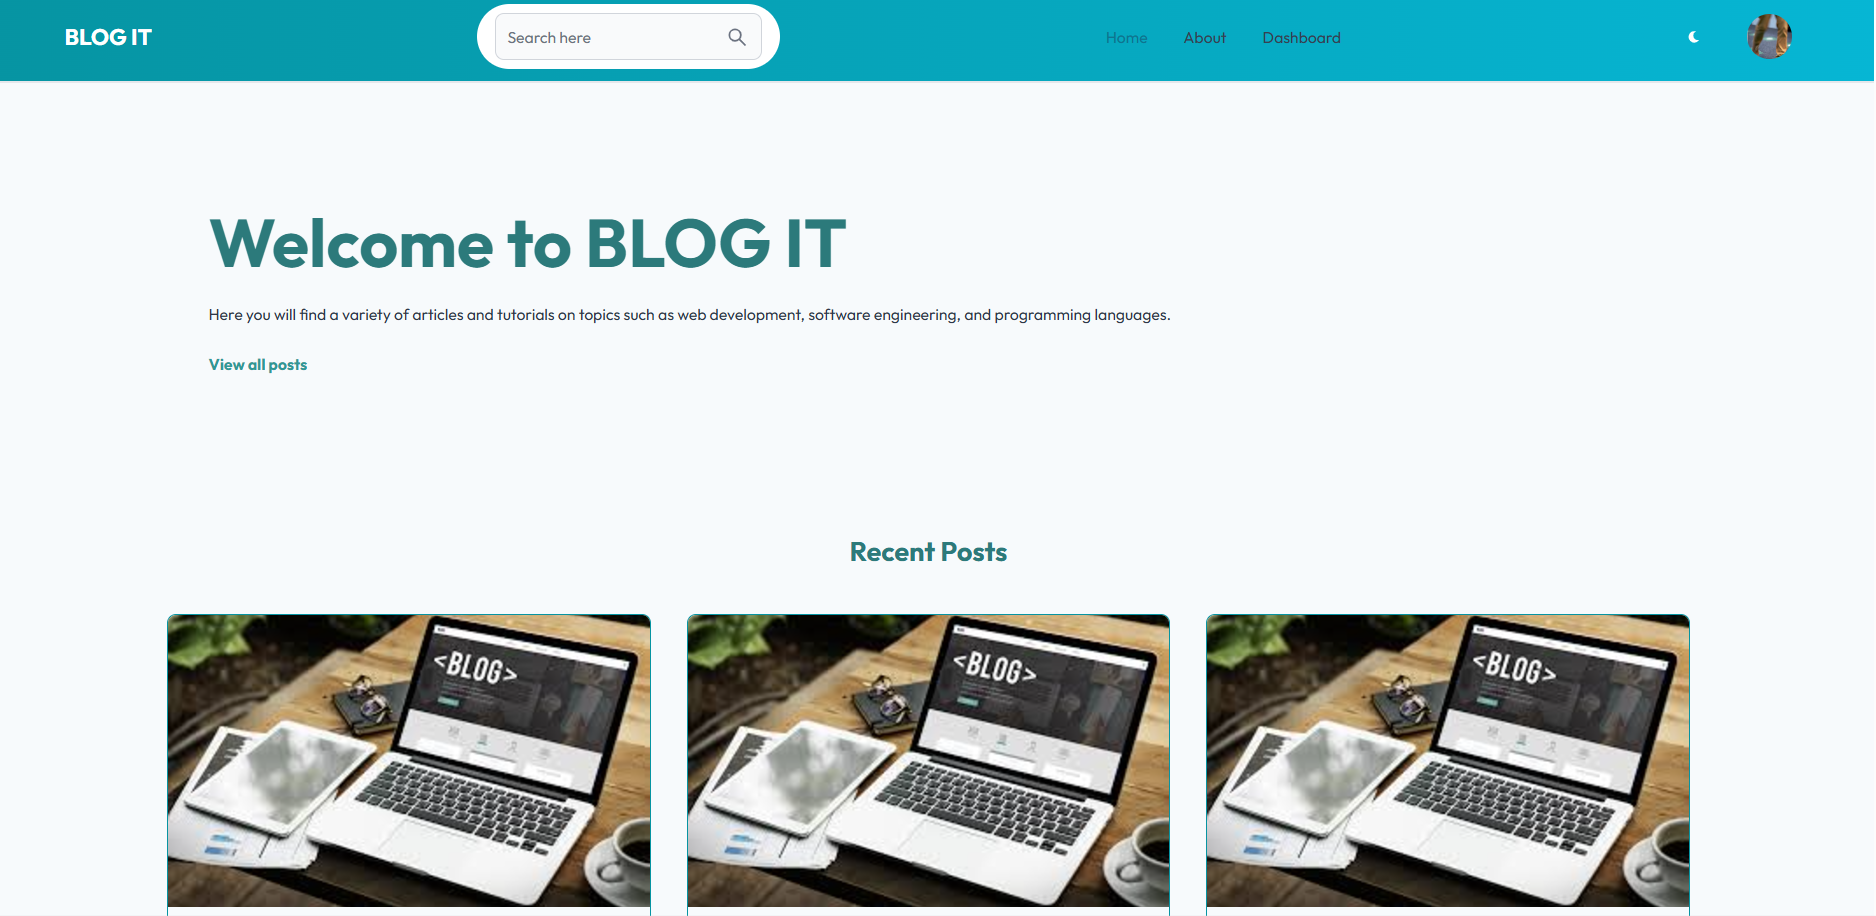 BLOG IT
Search here
Home
About
Dashboard
Welcome to BLOG IT
Here you will find a variety of articles and tutorials on topics such as web development, software engineering, and programming languages.
View all posts
Recent Posts
<BLOG>
<BLOG>
<BLOG>